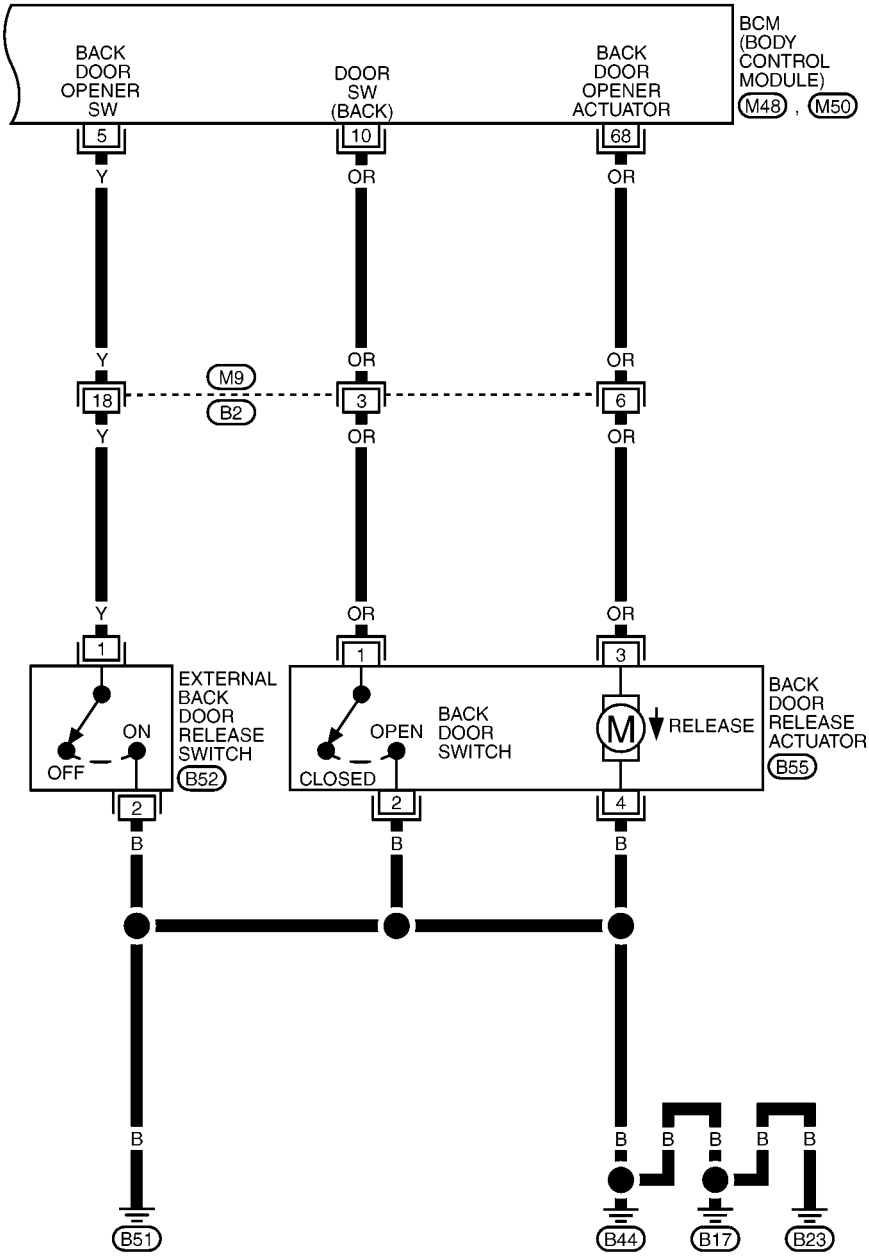 BCM
(BODY
CONTROL
MODULE)
M48 , M50
BACK
DOOR
OPENER
SW
DOOR
SW
(BACK)
BACK
DOOR
OPENER
ACTUATOR
5 10 68
Y OR OR
Y OR OR
M9
18 3 6
B2
Y OR OR
Y OR OR
1 1 3
EXTERNAL
BACK
DOOR
RELEASE
SWITCH
B52
ON
OFF
BACK
DOOR
SWITCH
OPEN
CLOSED
M RELEASE
BACK
DOOR
RELEASE
ACTUATOR
B55
2 2 4
B B B
B B B B B B
B51 B44 B17 B23